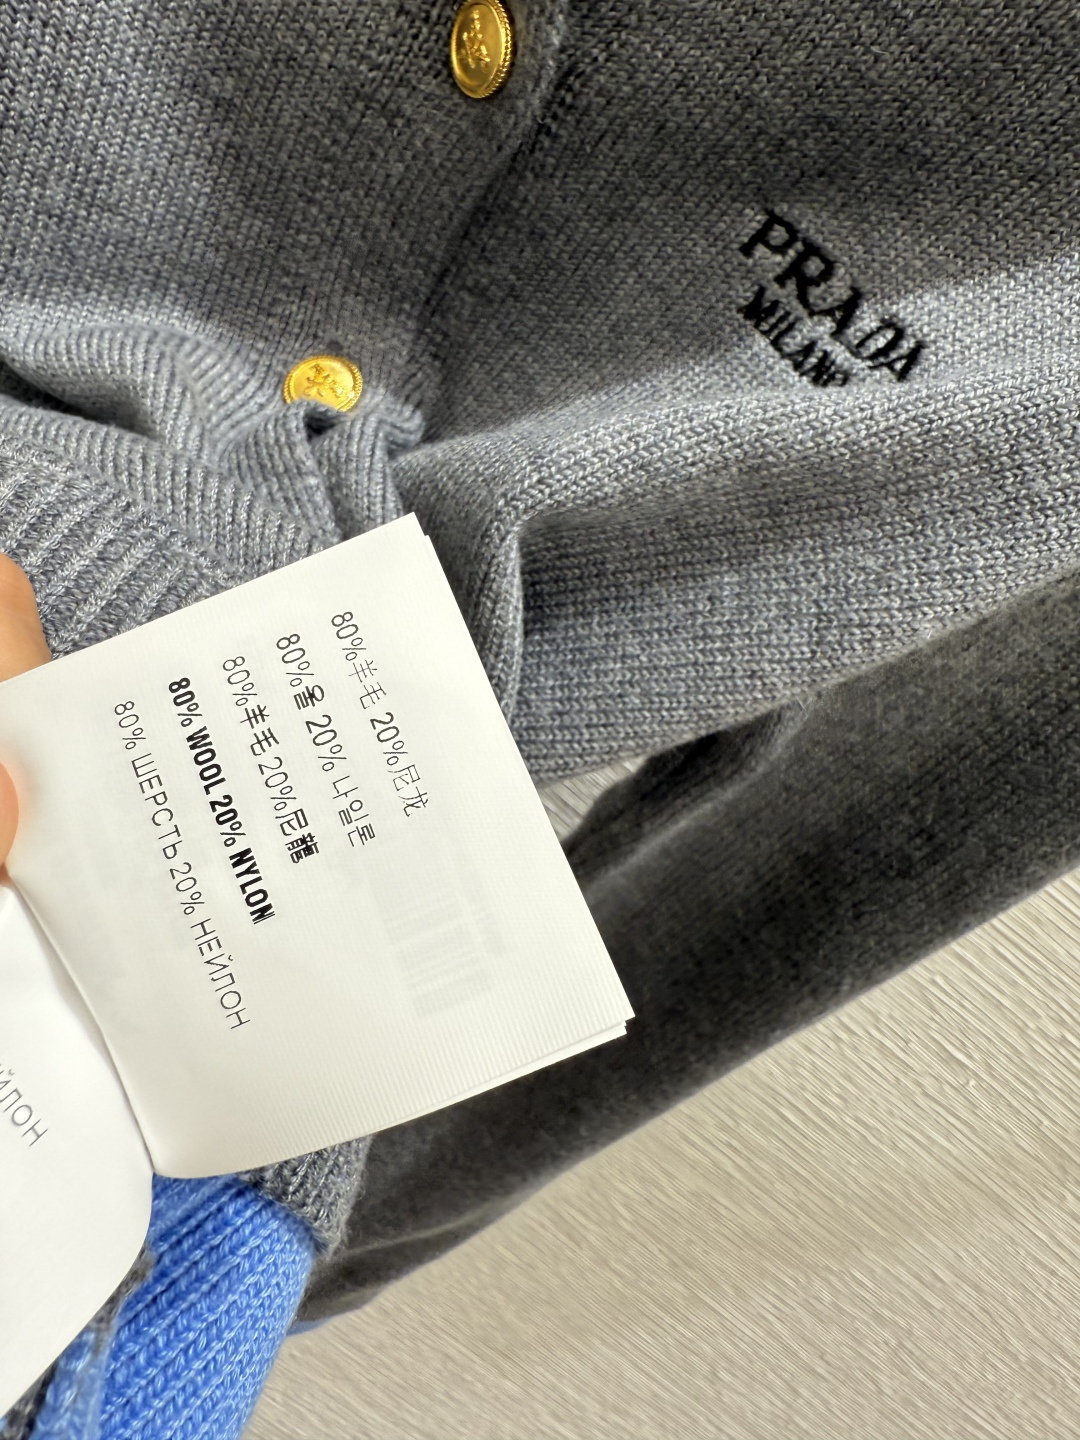 PRADA
MILANO
80%羊毛 20%尼龙
80%울 20% 나일론
80%羊毛 20%尼龍
80% WOOL 20% NYLON
80% ШЕРСТЬ 20% НЕЙЛОН
ЙЛОН